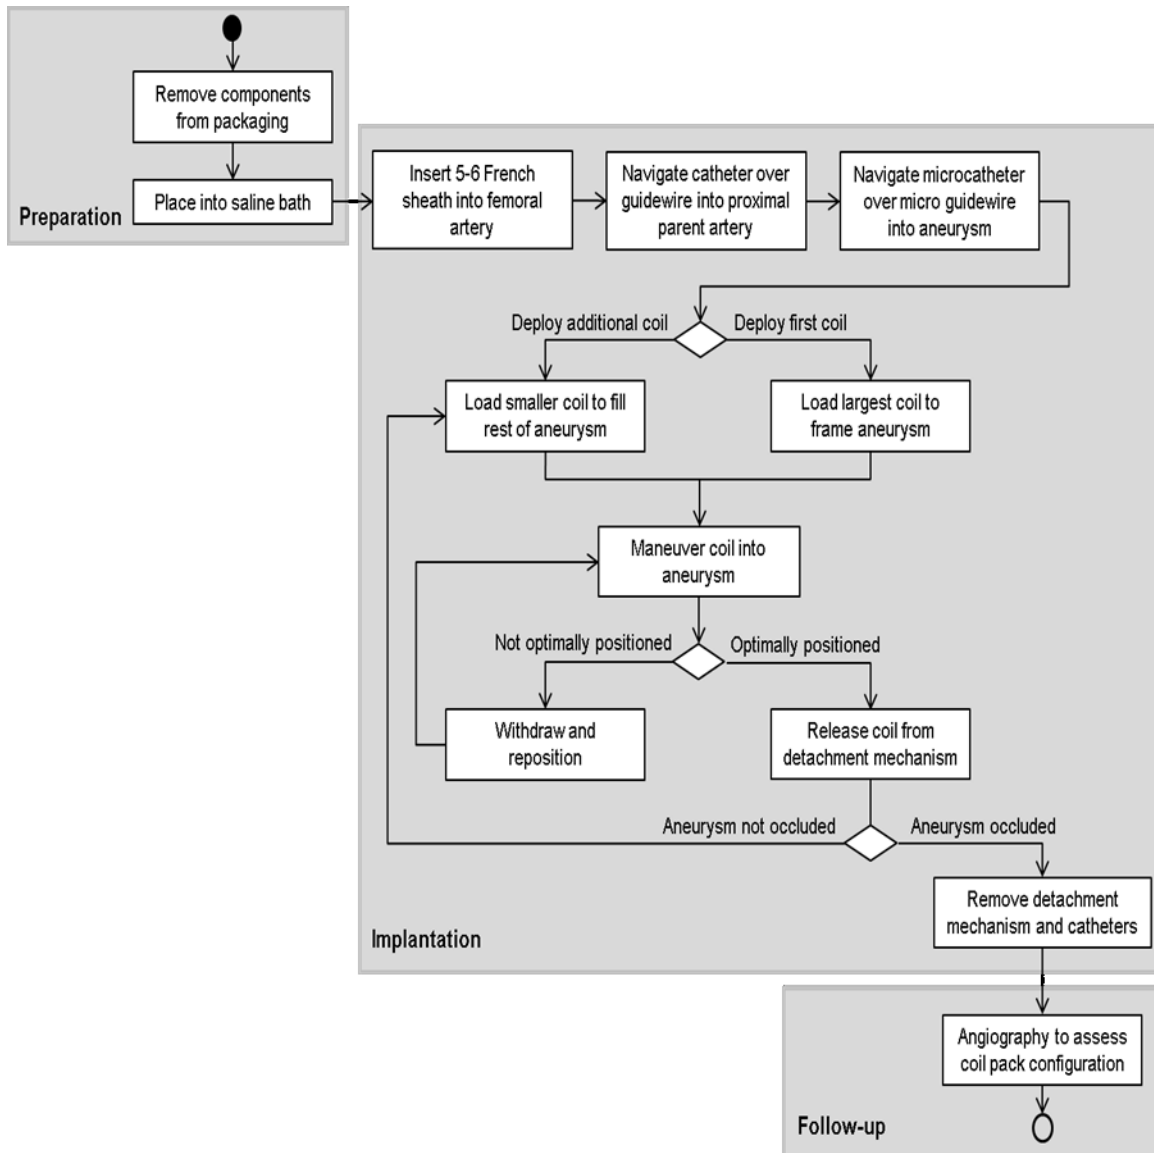 Remove components
from packaging
Place into saline bath
Preparation
Insert 5-6 French
sheath into femoral
artery
Navigate catheter over
guidewire into proximal
parent artery
Navigate microcatheter
over micro guidewire
into aneurysm
Deploy additional coil
Deploy first coil
Load smaller coil to fill
rest of aneurysm
Load largest coil to
frame aneurysm
Maneuver coil into
aneurysm
Not optimally positioned
Optimally positioned
Withdraw and
reposition
Release coil from
detachment mechanism
Aneurysm not occluded
Aneurysm occluded
Remove detachment
mechanism and catheters
Implantation
Angiography to assess
coil pack configuration
Follow-up